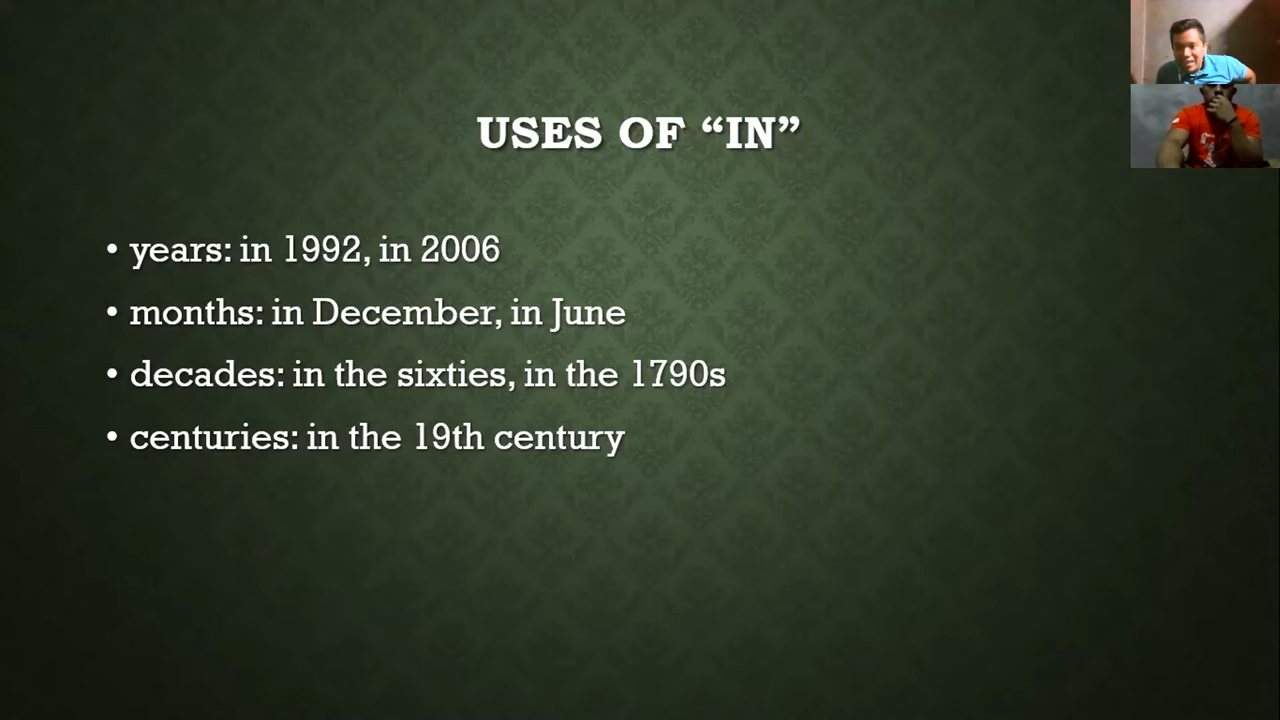 USES OF “IN”
• years: in 1992, in 2006
• months: in December, in June
• decades: in the sixties, in the 1790s
• centuries: in the 19th century